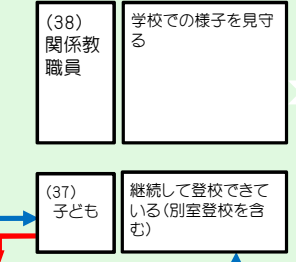 (38)
関係教
職員
学校での様子を見守
る
(37)
子ども
継続して登校できて
いる(別室登校を含
む)